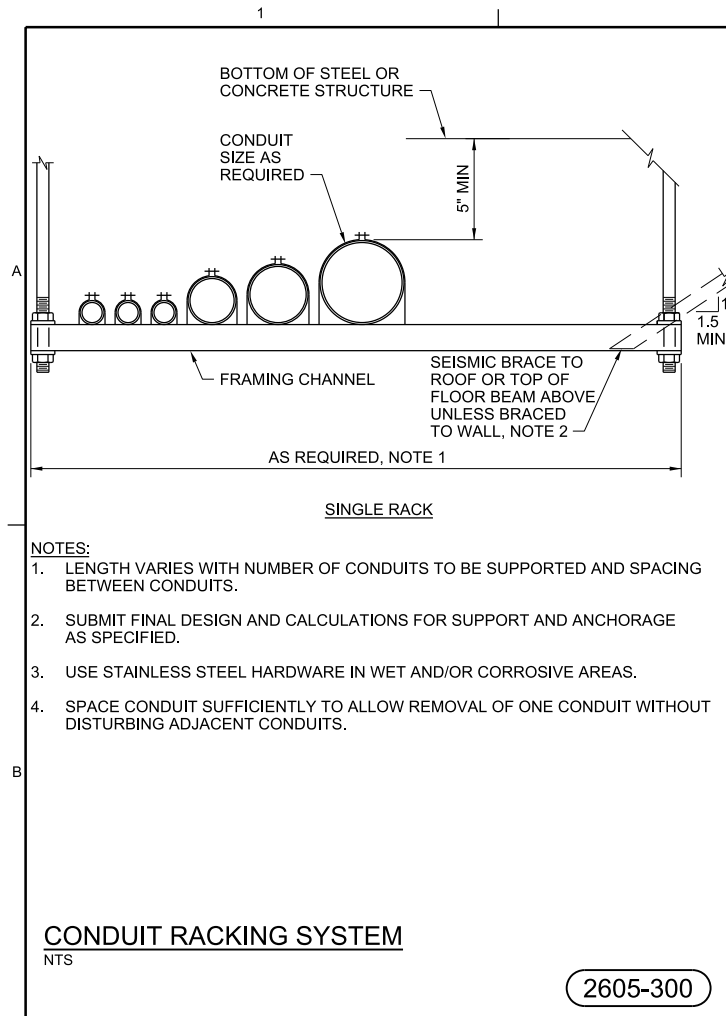 1
BOTTOM OF STEEL OR
CONCRETE STRUCTURE
CONDUIT
SIZE AS
REQUIRED
5" MIN
A
1
1.5
MIN
FRAMING CHANNEL
SEISMIC BRACE TO
ROOF OR TOP OF
FLOOR BEAM ABOVE
UNLESS BRACED
TO WALL, NOTE 2
AS REQUIRED, NOTE 1
SINGLE RACK
NOTES:
1. LENGTH VARIES WITH NUMBER OF CONDUITS TO BE SUPPORTED AND SPACING
BETWEEN CONDUITS.
2. SUBMIT FINAL DESIGN AND CALCULATIONS FOR SUPPORT AND ANCHORAGE
AS SPECIFIED.
3. USE STAINLESS STEEL HARDWARE IN WET AND/OR CORROSIVE AREAS.
4. SPACE CONDUIT SUFFICIENTLY TO ALLOW REMOVAL OF ONE CONDUIT WITHOUT
DISTURBING ADJACENT CONDUITS.
B
CONDUIT RACKING SYSTEM
NTS
2605-300